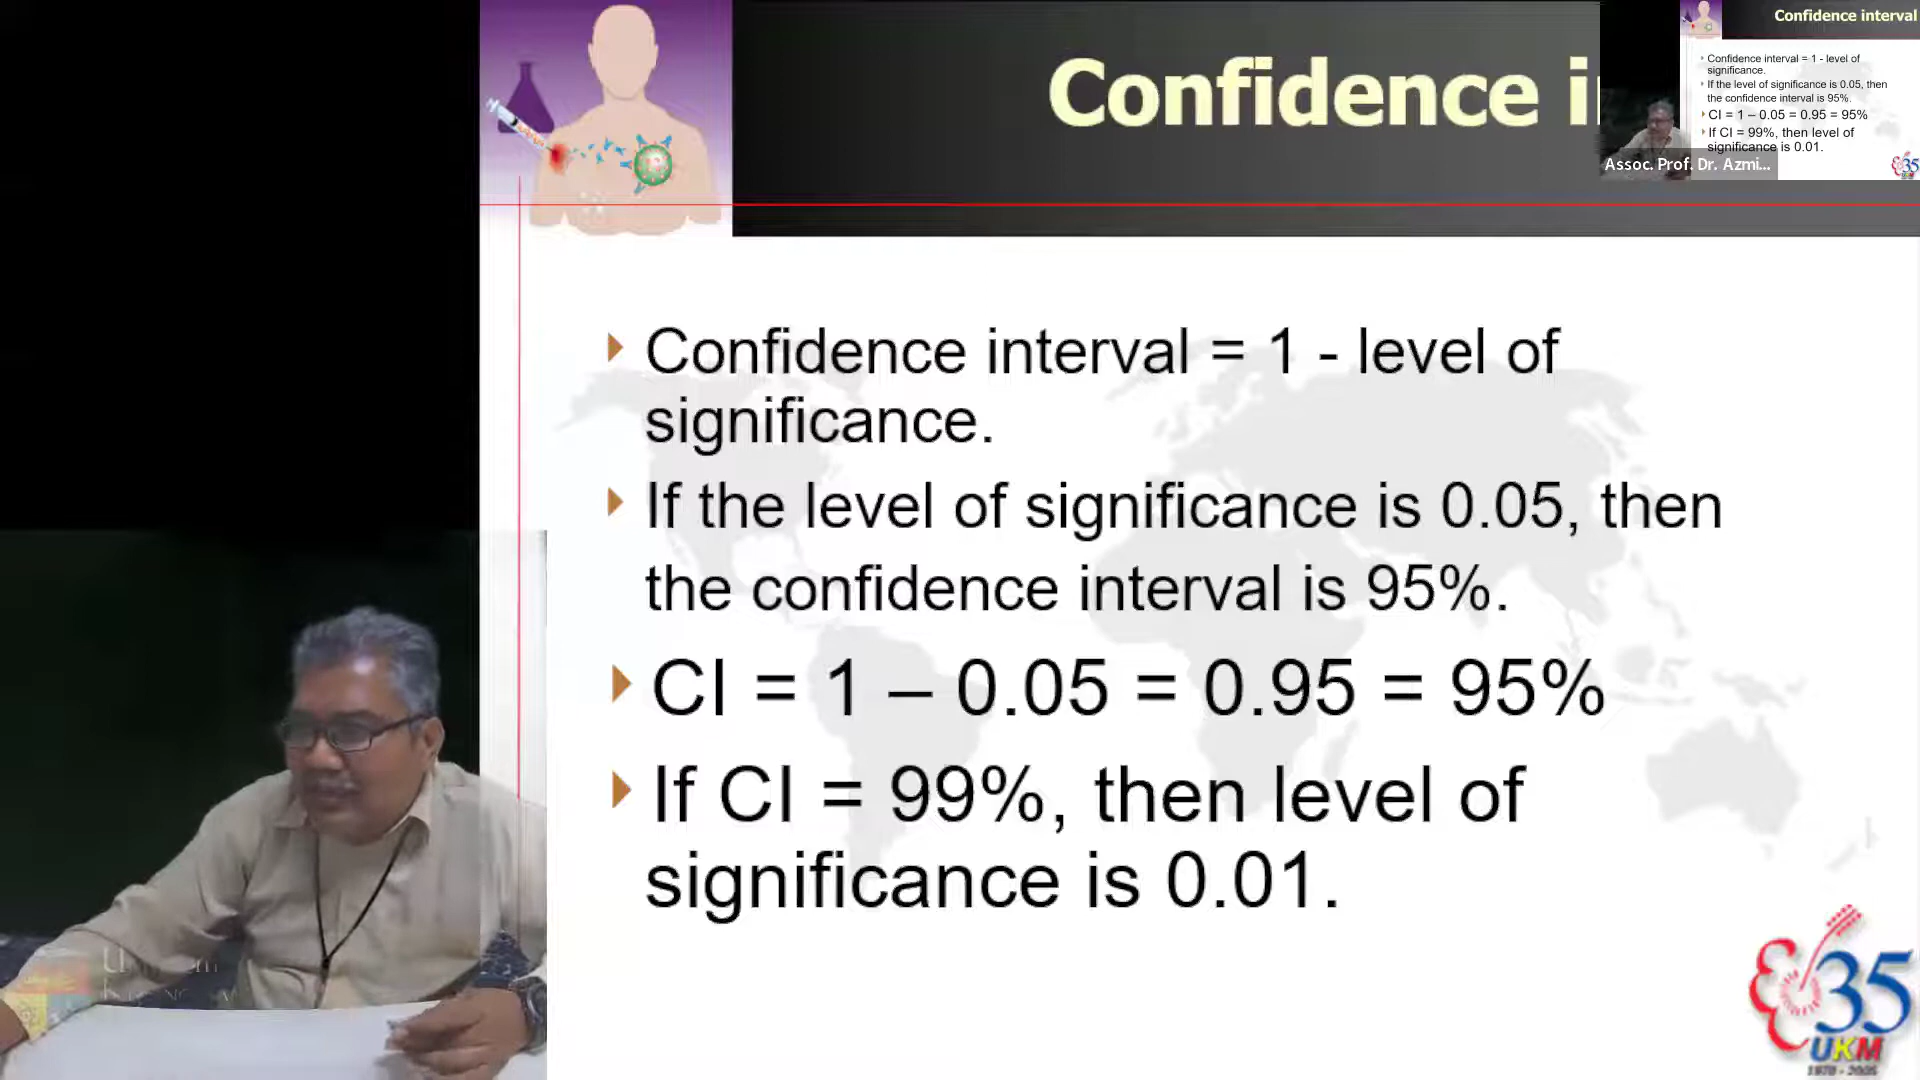 Confidence i
Confidence interval
Confidence interval = 1 - level of
significance.
If the level of significance is 0.05, then
the confidence interval is 95%.
CI = 1 – 0.05 = 0.95 = 95%
If CI = 99%, then level of
significance is 0.01.
Assoc. Prof. Dr. Azmi...
35
Confidence interval = 1 - level of
significance.
If the level of significance is 0.05, then
the confidence interval is 95%.
CI = 1 – 0.05 = 0.95 = 95%
If CI = 99%, then level of
significance is 0.01.
35
UKM